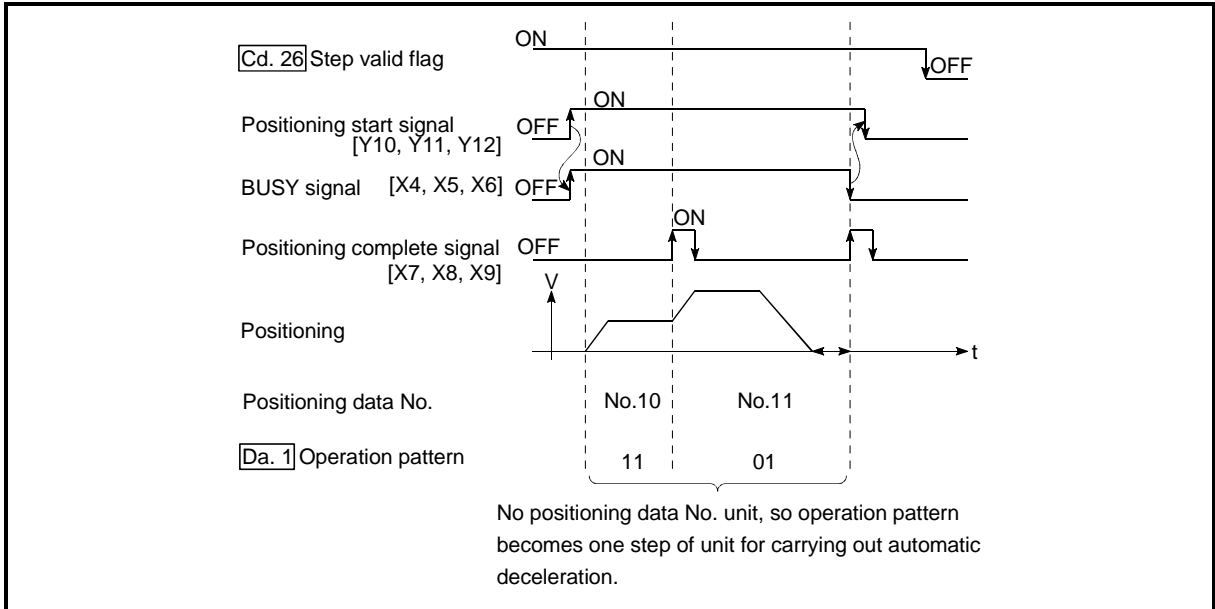 ON
Cd. 26 Step valid flag
OFF
ON
Positioning start signal
OFF
[Y10, Y11, Y12]
ON
BUSY signal [X4, X5, X6] OFF
ON
Positioning complete signal OFF
[X7, X8, X9]
V
Positioning
t
Positioning data No. No.10 No.11
Da. 1 Operation pattern 11 01
No positioning data No. unit, so operation pattern
becomes one step of unit for carrying out automatic
deceleration.